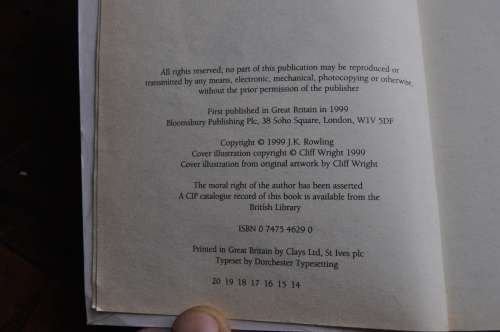 All rights reserved; no part of this publication may be reproduced or
transmitted by any means, electronic, mechanical, photocopying or otherwise,
without the prior permission of the publisher
First published in Great Britain in 1999
Bloomsbury Publishing Plc, 38 Soho Square, London, W1V 5DF
Copyright © 1999 J.K. Rowling
Cover illustration copyright © Cliff Wright 1999
Cover illustration from original artwork by Cliff Wright
The moral right of the author has been asserted
A CIP catalogue record of this book is available from the
British Library
ISBN 0 7475 4629 0
Printed in Great Britain by Clays Ltd, St Ives plc
Typeset by Dorchester Typesetting
20 19 18 17 16 15 14